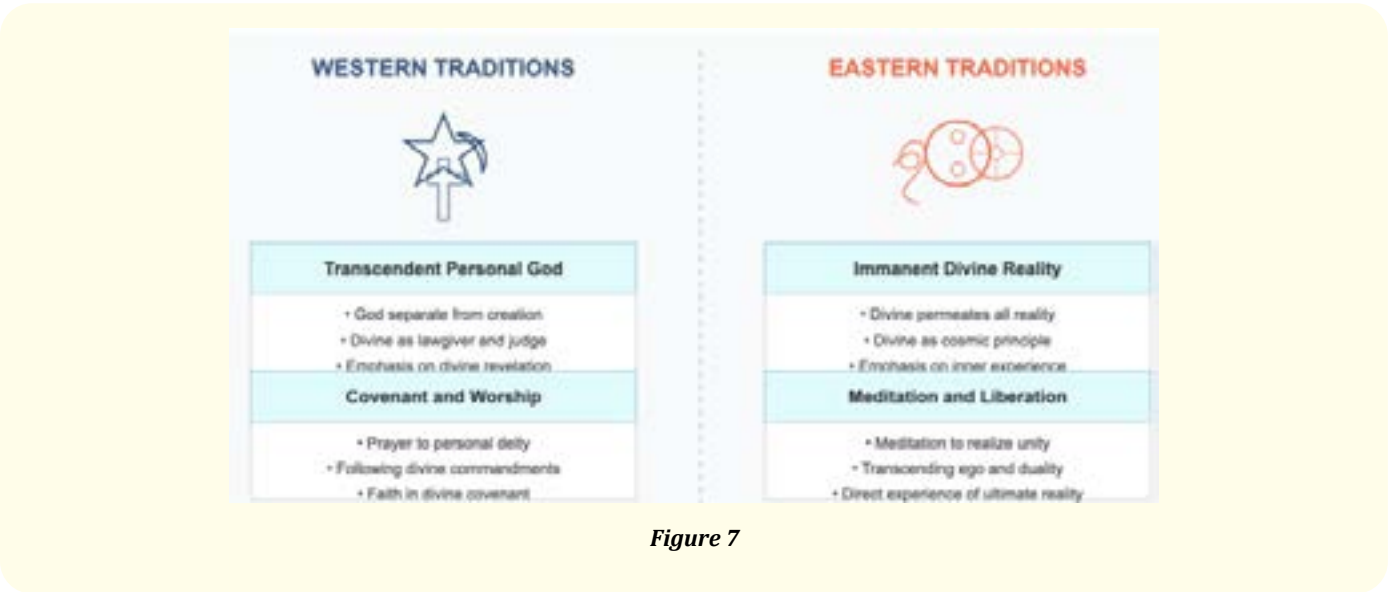 WESTERN TRADITIONS
Transcendent Personal God
• God separate from creation
• Divine as lawgiver and judge
• Emphasis on divine revelation
Covenant and Worship
• Prayer to personal deity
• Following divine commandments
• Faith in divine covenant
EASTERN TRADITIONS
Immanent Divine Reality
• Divine permeates all reality
• Divine as cosmic principle
• Emphasis on inner experience
Meditation and Liberation
• Meditation to realize unity
• Transcending ego and duality
• Direct experience of ultimate reality
Figure 7